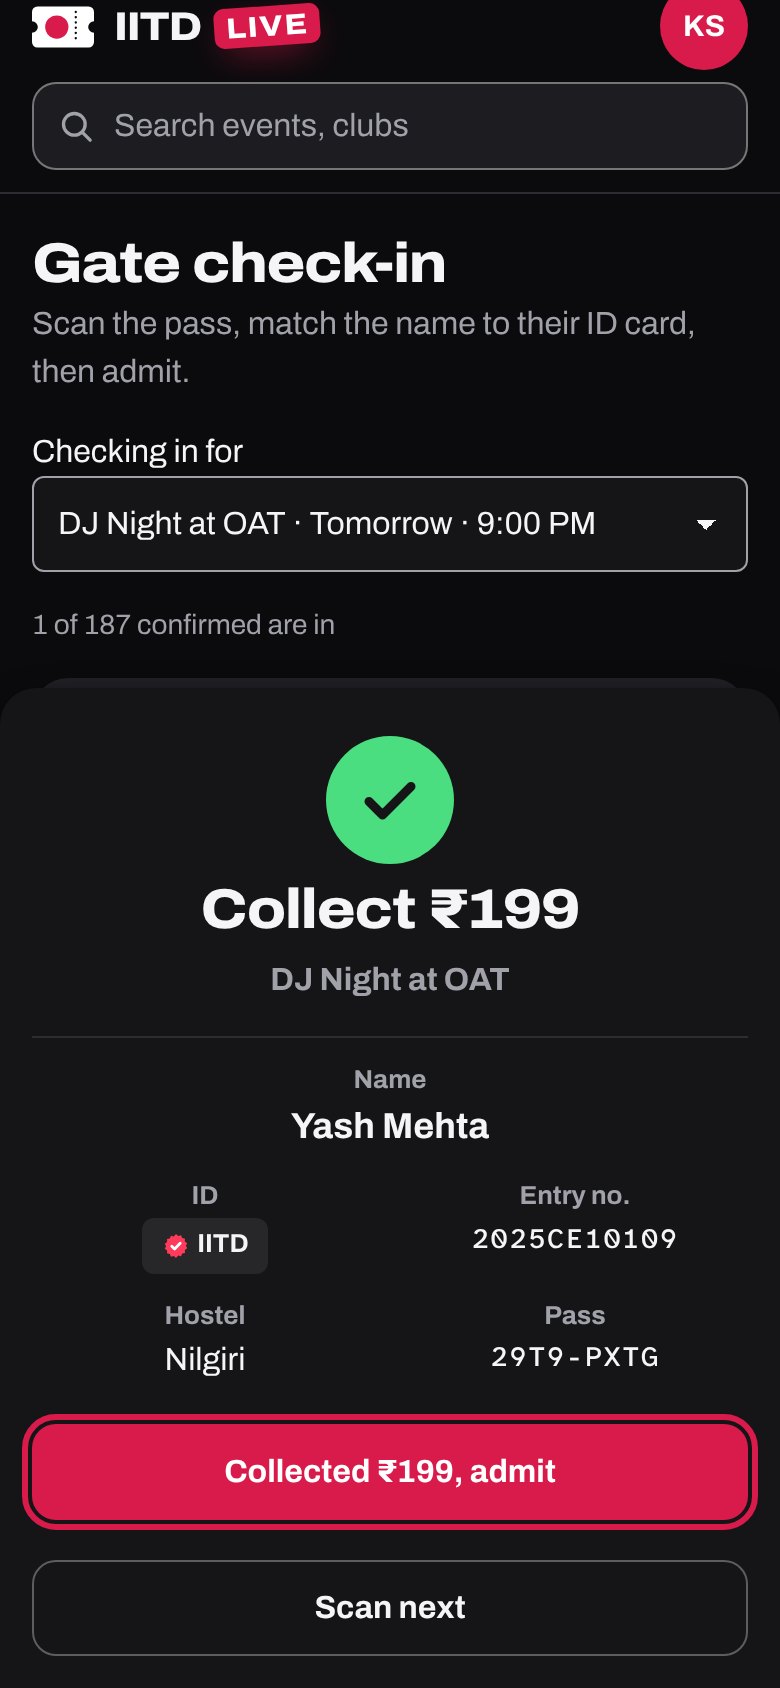 IITD LIVE
KS
Search events, clubs
Gate check-in
Scan the pass, match the name to their ID card,
then admit.
Checking in for
DJ Night at OAT · Tomorrow · 9:00 PM
1 of 187 confirmed are in
Collect ₹199
DJ Night at OAT
Name
Yash Mehta
ID
IITD
Entry no.
2025CE10109
Hostel
Nilgiri
Pass
29T9-PXTG
Collected ₹199, admit
Scan next